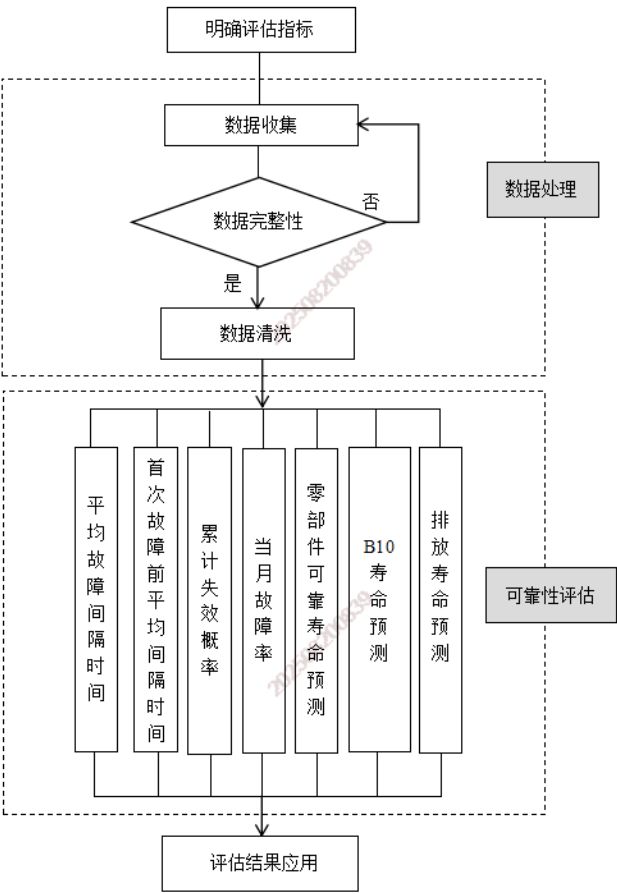 明确评估指标
数据收集
数据处理
数据完整性
否
是
数据清洗
平均故障间隔时间
首次故障前平均间隔时间
累计失效概率
当月故障率
零部件可靠寿命预测
B10寿命预测
排放寿命预测
可靠性评估
评估结果应用
202508200839
202508200839